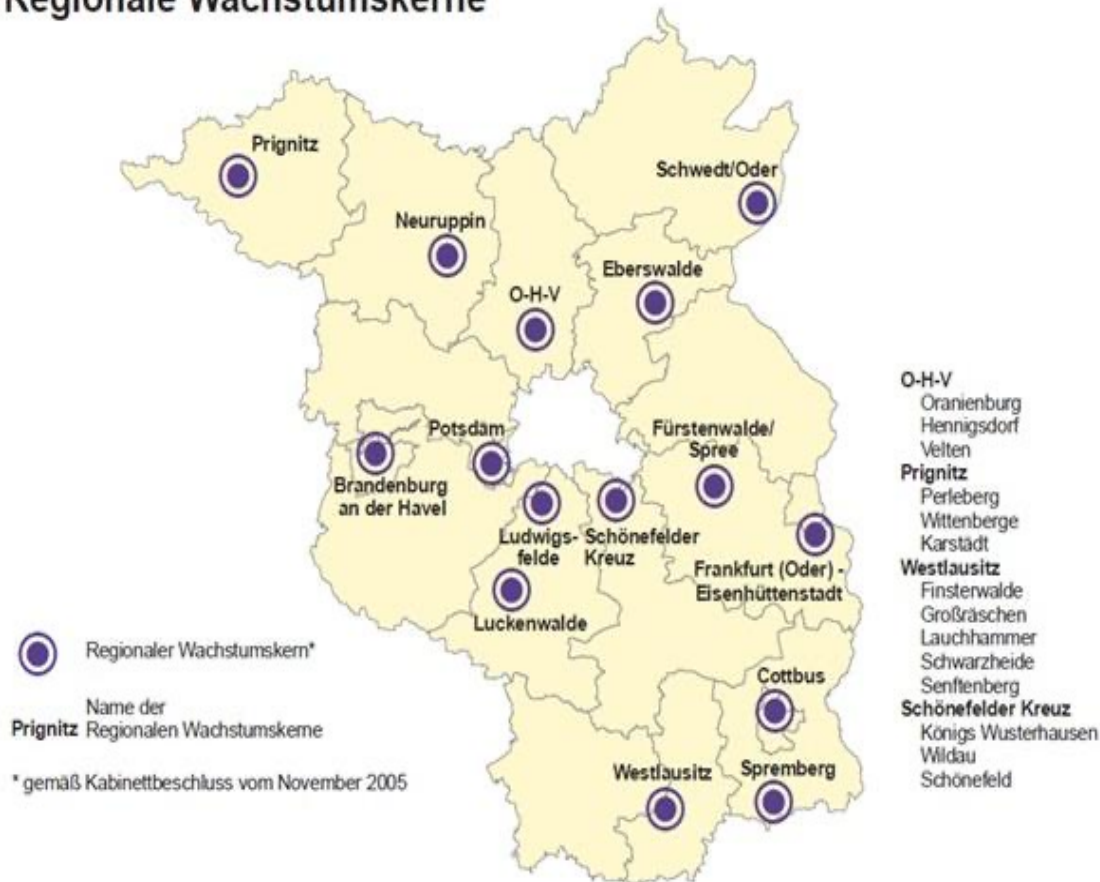 Regionale Wachstumskerne
Prignitz
Schwedt/Oder
Neuruppin
Eberswalde
O-H-V
Potsdam
Fürstenwalde/
Spree
Brandenburg
an der Havel
Ludwigs-
felde
Schönefelder
Kreuz
Frankfurt (Oder) -
Eisenhüttenstadt
Luckenwalde
Cottbus
Westlausitz
Spremberg
O-H-V
Oranienburg
Hennigsdorf
Velten
Prignitz
Perleberg
Wittenberge
Karstädt
Westlausitz
Finsterwalde
Großräschen
Lauchhammer
Schwarzheide
Senftenberg
Schönefelder Kreuz
Königs Wusterhausen
Wildau
Schönefeld
Regionaler Wachstumskern*
Name der
Prignitz Regionalen Wachstumskerne
* gemäß Kabinettbeschluss vom November 2005